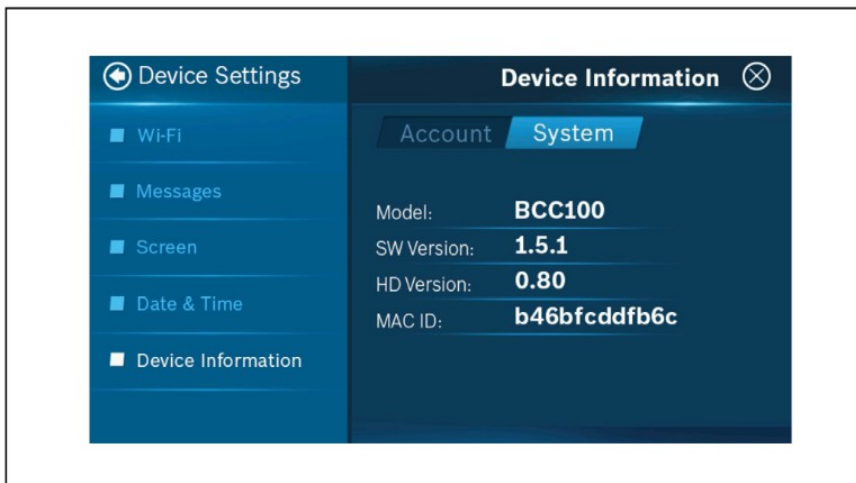 Device Settings
Wi-Fi
Messages
Screen
Date & Time
Device Information
Device Information
Account System
Model: BCC100
SW Version: 1.5.1
HD Version: 0.80
MAC ID: b46bfcddfb6c